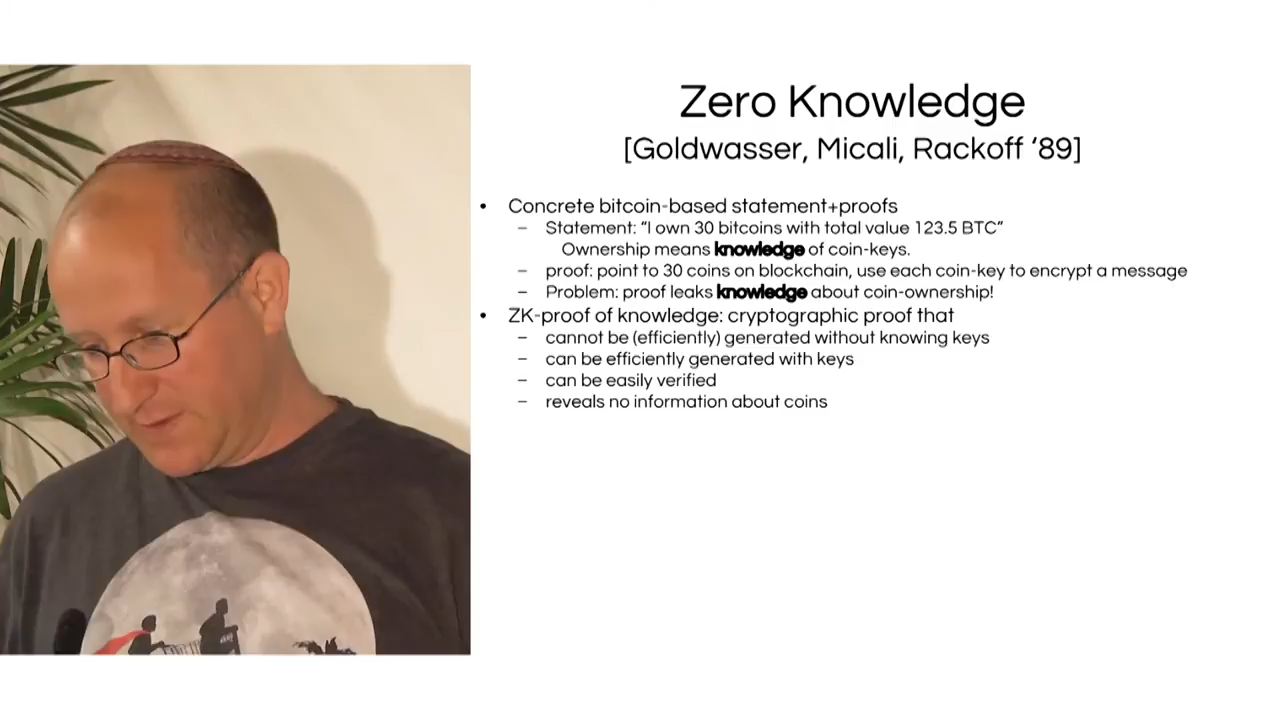 Zero Knowledge
[Goldwasser, Micali, Rackoff ‘89]
• Concrete bitcoin-based statement+proofs
– Statement: “I own 30 bitcoins with total value 123.5 BTC”
Ownership means knowledge of coin-keys.
– proof: point to 30 coins on blockchain, use each coin-key to encrypt a message
– Problem: proof leaks knowledge about coin-ownership!
• ZK-proof of knowledge: cryptographic proof that
– cannot be (efficiently) generated without knowing keys
– can be efficiently generated with keys
– can be easily verified
– reveals no information about coins